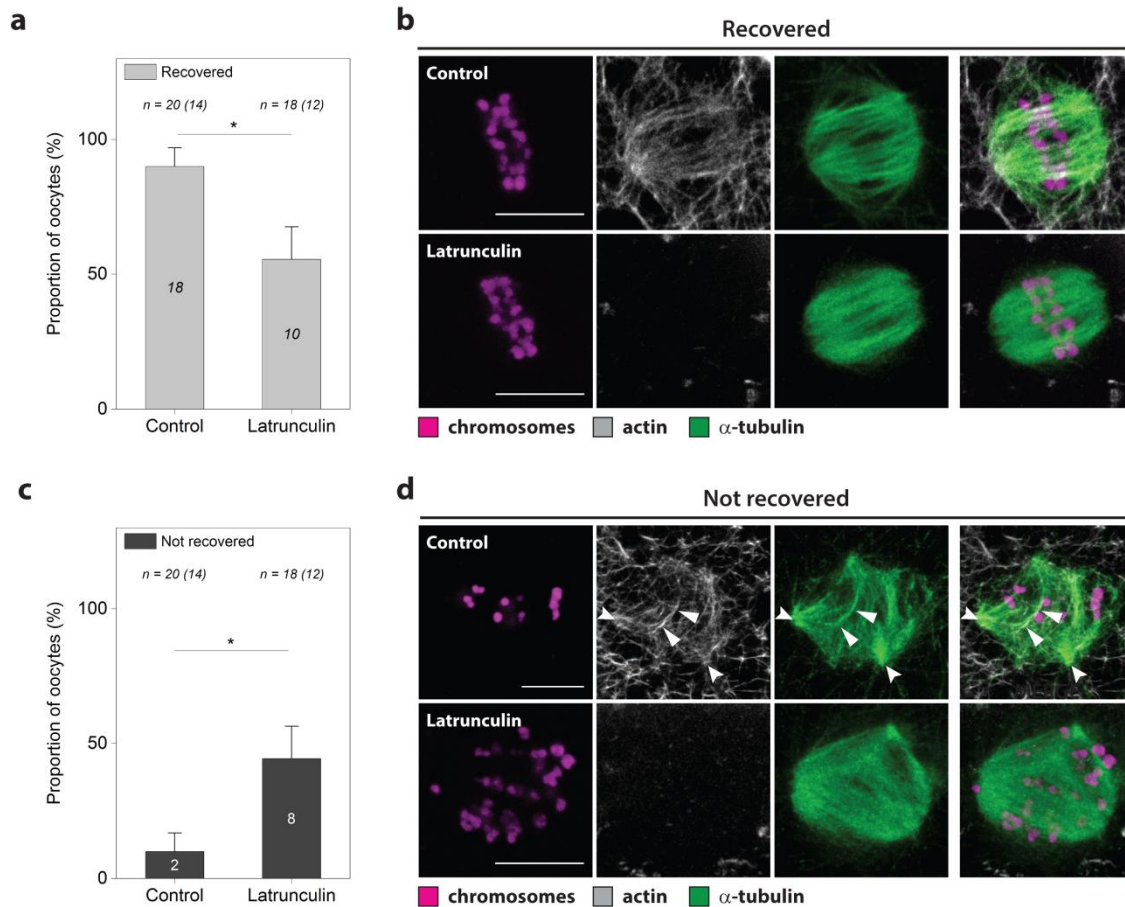 a
Recovered
n = 20 (14) n = 18 (12)
*
100
50
0
Proportion of oocytes (%)
18
10
Control Latrunculin
b
Recovered
Control
Latrunculin
chromosomes actin α-tubulin
c
Not recovered
n = 20 (14) n = 18 (12)
*
100
50
0
Proportion of oocytes (%)
2
8
Control Latrunculin
d
Not recovered
Control
Latrunculin
chromosomes actin α-tubulin